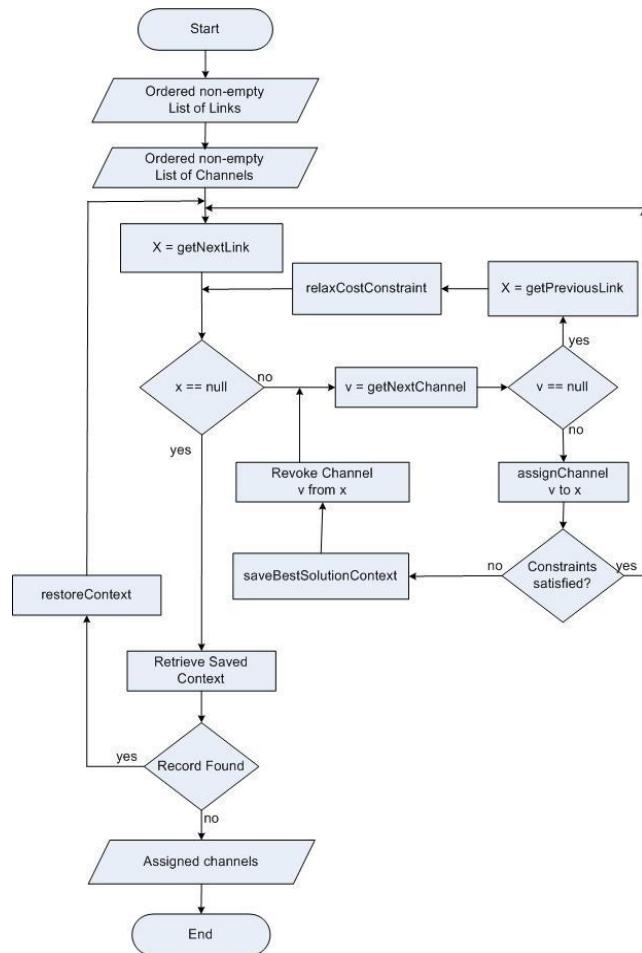 Start
Ordered non-empty
List of Links
Ordered non-empty
List of Channels
X = getNextLink
relaxCostConstraint
X = getPreviousLink
yes
x == null
no
v = getNextChannel
v == null
no
yes
Revoke Channel
v from x
assignChannel
v to x
saveBestSolutionContext
no
Constraints
satisfied?
yes
restoreContext
Retrieve Saved
Context
yes
Record Found
no
Assigned channels
End